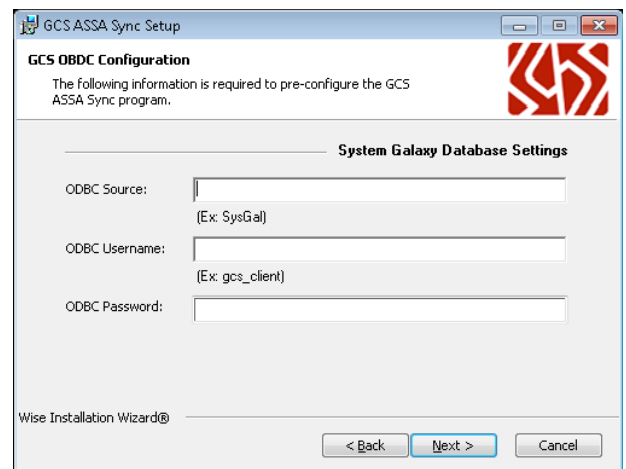 GCS ASSA Sync Setup
GCS OBDC Configuration
The following information is required to pre-configure the GCS
ASSA Sync program.
System Galaxy Database Settings
ODBC Source:
(Ex: SysGal)
ODBC Username:
(Ex: gcs_client)
ODBC Password:
Wise Installation Wizard®
< Back
Next >
Cancel